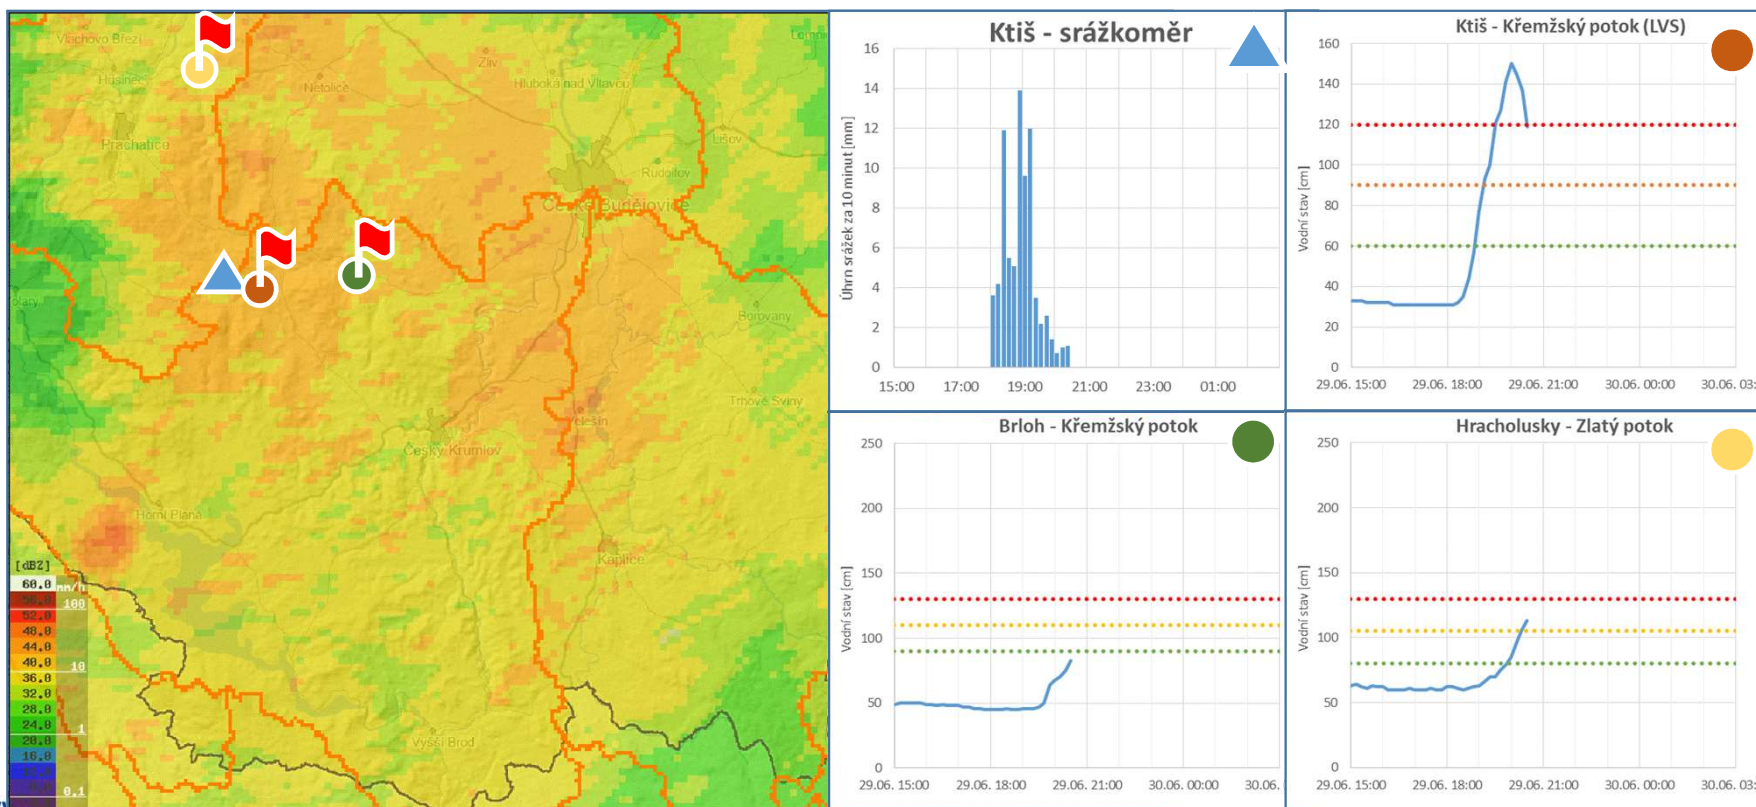 Vlachovo Březí
Husinec
Prachatice
Netolice
Zliv
Hluboká nad Vltavou
Lišov
Rudolfov
České Budějovice
Borovany
Trhové Sviny
Velešín
Český Krumlov
Horní Planá
Kaplice
Vyšší Brod
[dBZ]
60.0
mm/h
56.0
100
52.0
48.0
44.0
40.0
10
36.0
32.0
28.0
24.0
1
20.0
16.0
0.1
Ktiš - srážkoměr
Úhrn srážek za 10 minut [mm]
16
14
12
10
8
6
4
2
0
15:00 17:00 19:00 21:00 23:00 01:00
Ktiš - Křemžský potok (LVS)
Vodní stav [cm]
160
140
120
100
80
60
40
20
0
29.06. 15:00 29.06. 18:00 29.06. 21:00 30.06. 00:00 30.06. 03:
Brloh - Křemžský potok
Vodní stav [cm]
250
200
150
100
50
0
29.06. 15:00 29.06. 18:00 29.06. 21:00 30.06. 00:00 30.06.
Hracholusky - Zlatý potok
Vodní stav [cm]
250
200
150
100
50
0
29.06. 15:00 29.06. 18:00 29.06. 21:00 30.06. 00:00 30.06. 03: